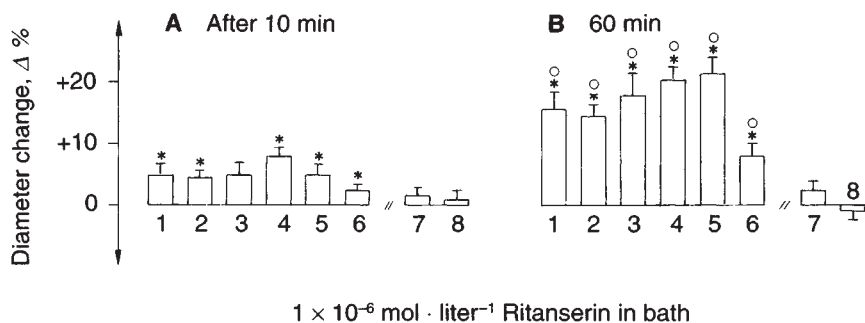 A After 10 min
B 60 min
Diameter change, Δ %
+20
+10
0
* * * * *
1 2 3 4 5 6 // 7 8
○ ○ ○ ○ ○ ○
* * * * * *
1 2 3 4 5 6 // 7 8
1 × 10⁻⁶ mol · liter⁻¹ Ritanserin in bath